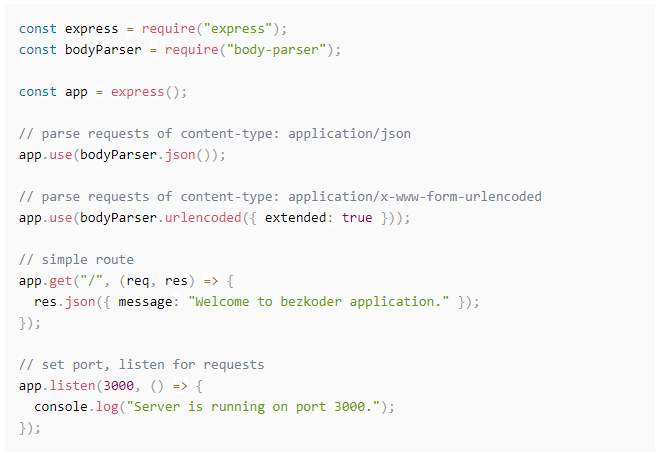 const express = require("express");
const bodyParser = require("body-parser");
const app = express();
// parse requests of content-type: application/json
app.use(bodyParser.json());
// parse requests of content-type: application/x-www-form-urlencoded
app.use(bodyParser.urlencoded({ extended: true }));
// simple route
app.get("/", (req, res) => {
  res.json({ message: "Welcome to bezkoder application." });
});
// set port, listen for requests
app.listen(3000, () => {
  console.log("Server is running on port 3000.");
});